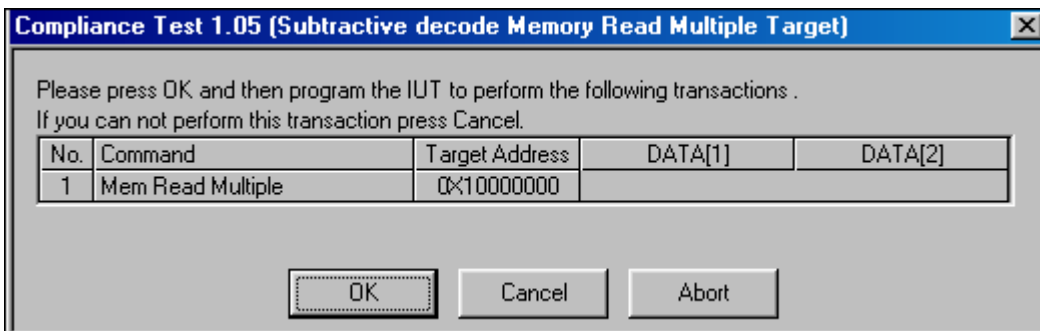 Compliance Test 1.05 (Subtractive decode Memory Read Multiple Target)
Please press OK and then program the IUT to perform the following transactions .
If you can not perform this transaction press Cancel.
No. Command Target Address DATA[1] DATA[2]
1 Mem Read Multiple 0X10000000
OK Cancel Abort